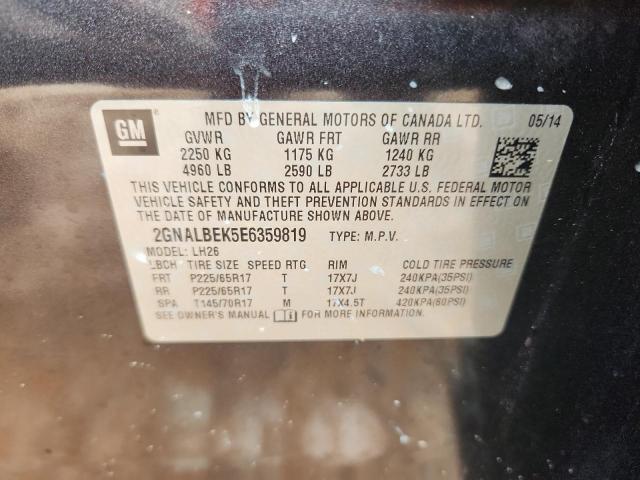 GM
MFD BY GENERAL MOTORS OF CANADA LTD. 05/14
GVWR GAWR FRT GAWR RR
2250 KG 1175 KG 1240 KG
4960 LB 2590 LB 2733 LB
THIS VEHICLE CONFORMS TO ALL APPLICABLE U.S. FEDERAL MOTOR
VEHICLE SAFETY AND THEFT PREVENTION STANDARDS IN EFFECT ON
THE DATE OF MANUFACTURE SHOWN ABOVE.
2GNALBEK5E6359819 TYPE: M.P.V.
MODEL: LH26
LBCH TIRE SIZE SPEED RTG RIM COLD TIRE PRESSURE
FRT P225/65R17 T 17X7J 240KPA(35PSI)
RR P225/65R17 T 17X7J 240KPA(35PSI)
SPA T145/70R17 M 17X4.5T 420KPA(60PSI)
SEE OWNER'S MANUAL FOR MORE INFORMATION.